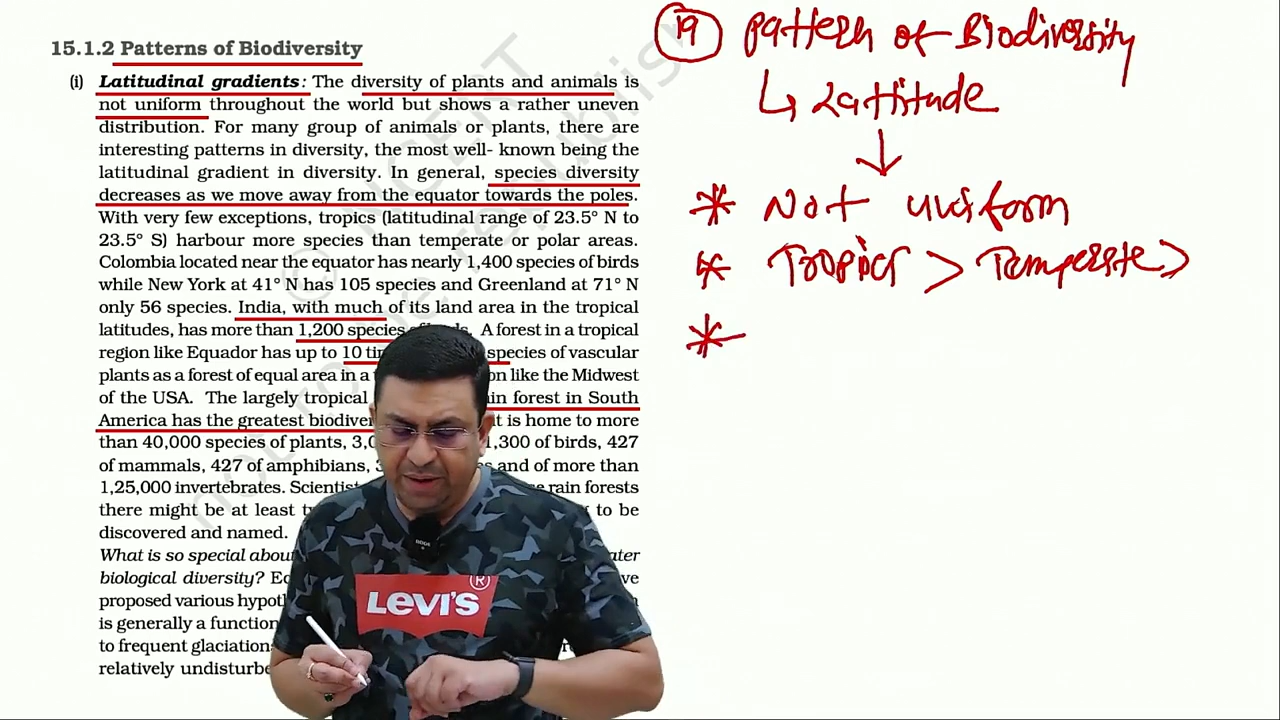 15.1.2 Patterns of Biodiversity
(i) Latitudinal gradients: The diversity of plants and animals is
not uniform throughout the world but shows a rather uneven
distribution. For many group of animals or plants, there are
interesting patterns in diversity, the most well- known being the
latitudinal gradient in diversity. In general, species diversity
decreases as we move away from the equator towards the poles.
With very few exceptions, tropics (latitudinal range of 23.5° N to
23.5° S) harbour more species than temperate or polar areas.
Colombia located near the equator has nearly 1,400 species of birds
while New York at 41° N has 105 species and Greenland at 71° N
only 56 species. India, with much of its land area in the tropical
latitudes, has more than 1,200 species A forest in a tropical
region like Equador has up to 10 species of vascular
plants as a forest of equal area in a like the Midwest
of the USA. The largely tropical forest in South
America has the greatest it is home to more
than 40,000 species of plants, 1,300 of birds, 427
of mammals, 427 of amphibians, and of more than
1,25,000 invertebrates. rain forests
there might be at least to be
discovered and named.
What is so special
biological diversity?
proposed various
is generally a
to frequent
relatively
19 Pattern of Biodiversity
↳ Lattitude
↓
* Not uniform
* Tropics > Temperate >
*
LEVI'S ®